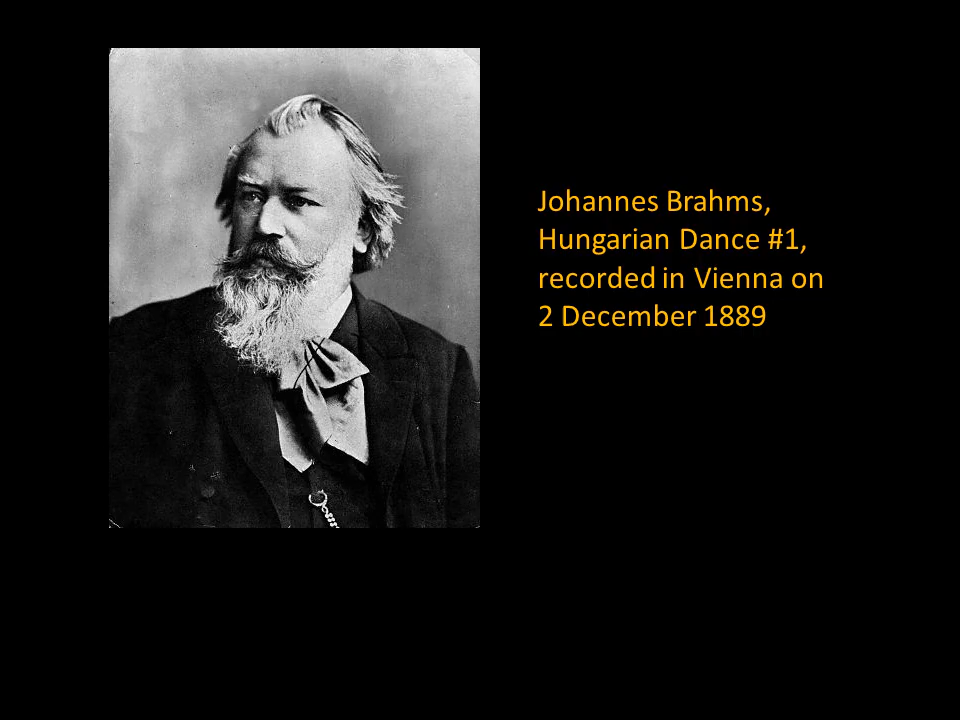 Johannes Brahms,
Hungarian Dance #1,
recorded in Vienna on
2 December 1889